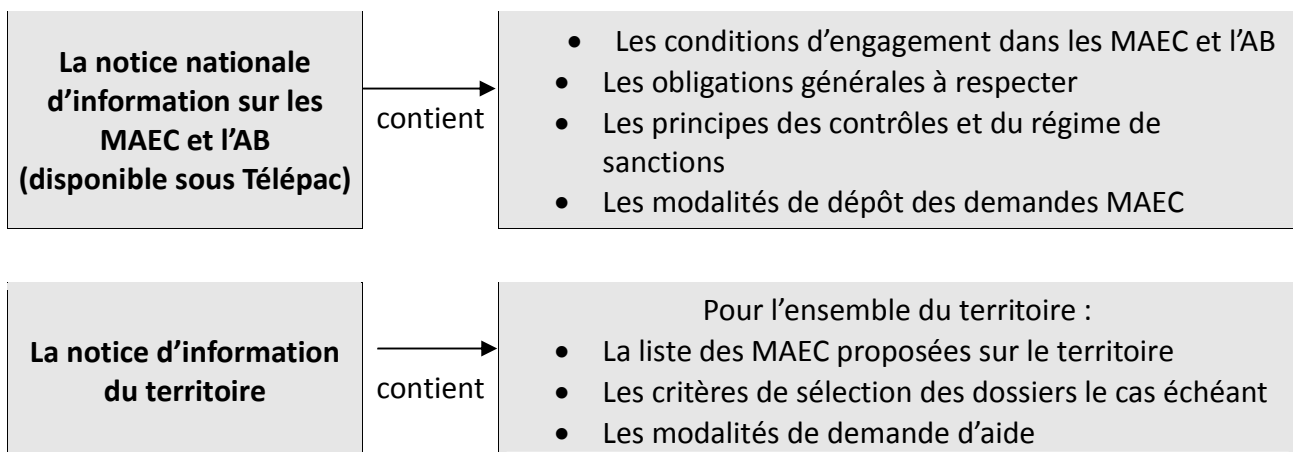 La notice nationale
d'information sur les
MAEC et l'AB
(disponible sous Télépac)
contient
• Les conditions d'engagement dans les MAEC et l'AB
• Les obligations générales à respecter
• Les principes des contrôles et du régime de
sanctions
• Les modalités de dépôt des demandes MAEC
La notice d'information
du territoire
contient
Pour l'ensemble du territoire :
• La liste des MAEC proposées sur le territoire
• Les critères de sélection des dossiers le cas échéant
• Les modalités de demande d'aide